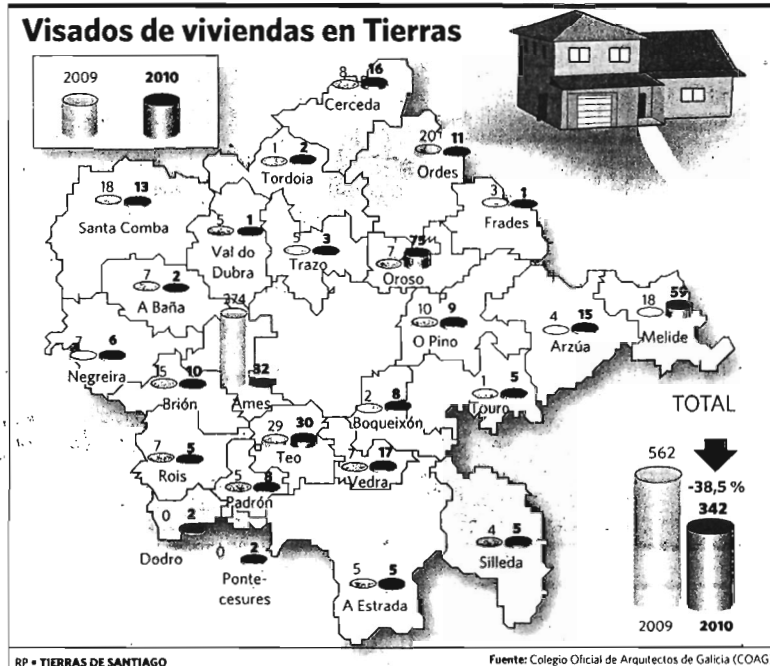 Visados de viviendas en Tierras
2009 2010
8 16
Cerceda
1 2
Tordoia
20 11
Ordes
18 13
Santa Comba
1
Val do
Dubra
5 3
Trazo
7 75
Oroso
3 1
Frades
7 2
A Baña
274 32
Ames
10 9
O Pino
4 15
Arzúa
18 59
Melide
7 6
Negreira
15 10
Brión
2 8
Boqueixón
1 5
Touro
29 30
Teo
7 5
Rois
5 8
Padrón
7 17
Vedra
0 2
Dodro
0 2
Ponte-
cesures
5 5
A Estrada
4 5
Silleda
TOTAL
562
-38,5 %
342
2009 2010
RP • TIERRAS DE SANTIAGO
Fuente: Colegio Oficial de Arquitectos de Galicia (COAG